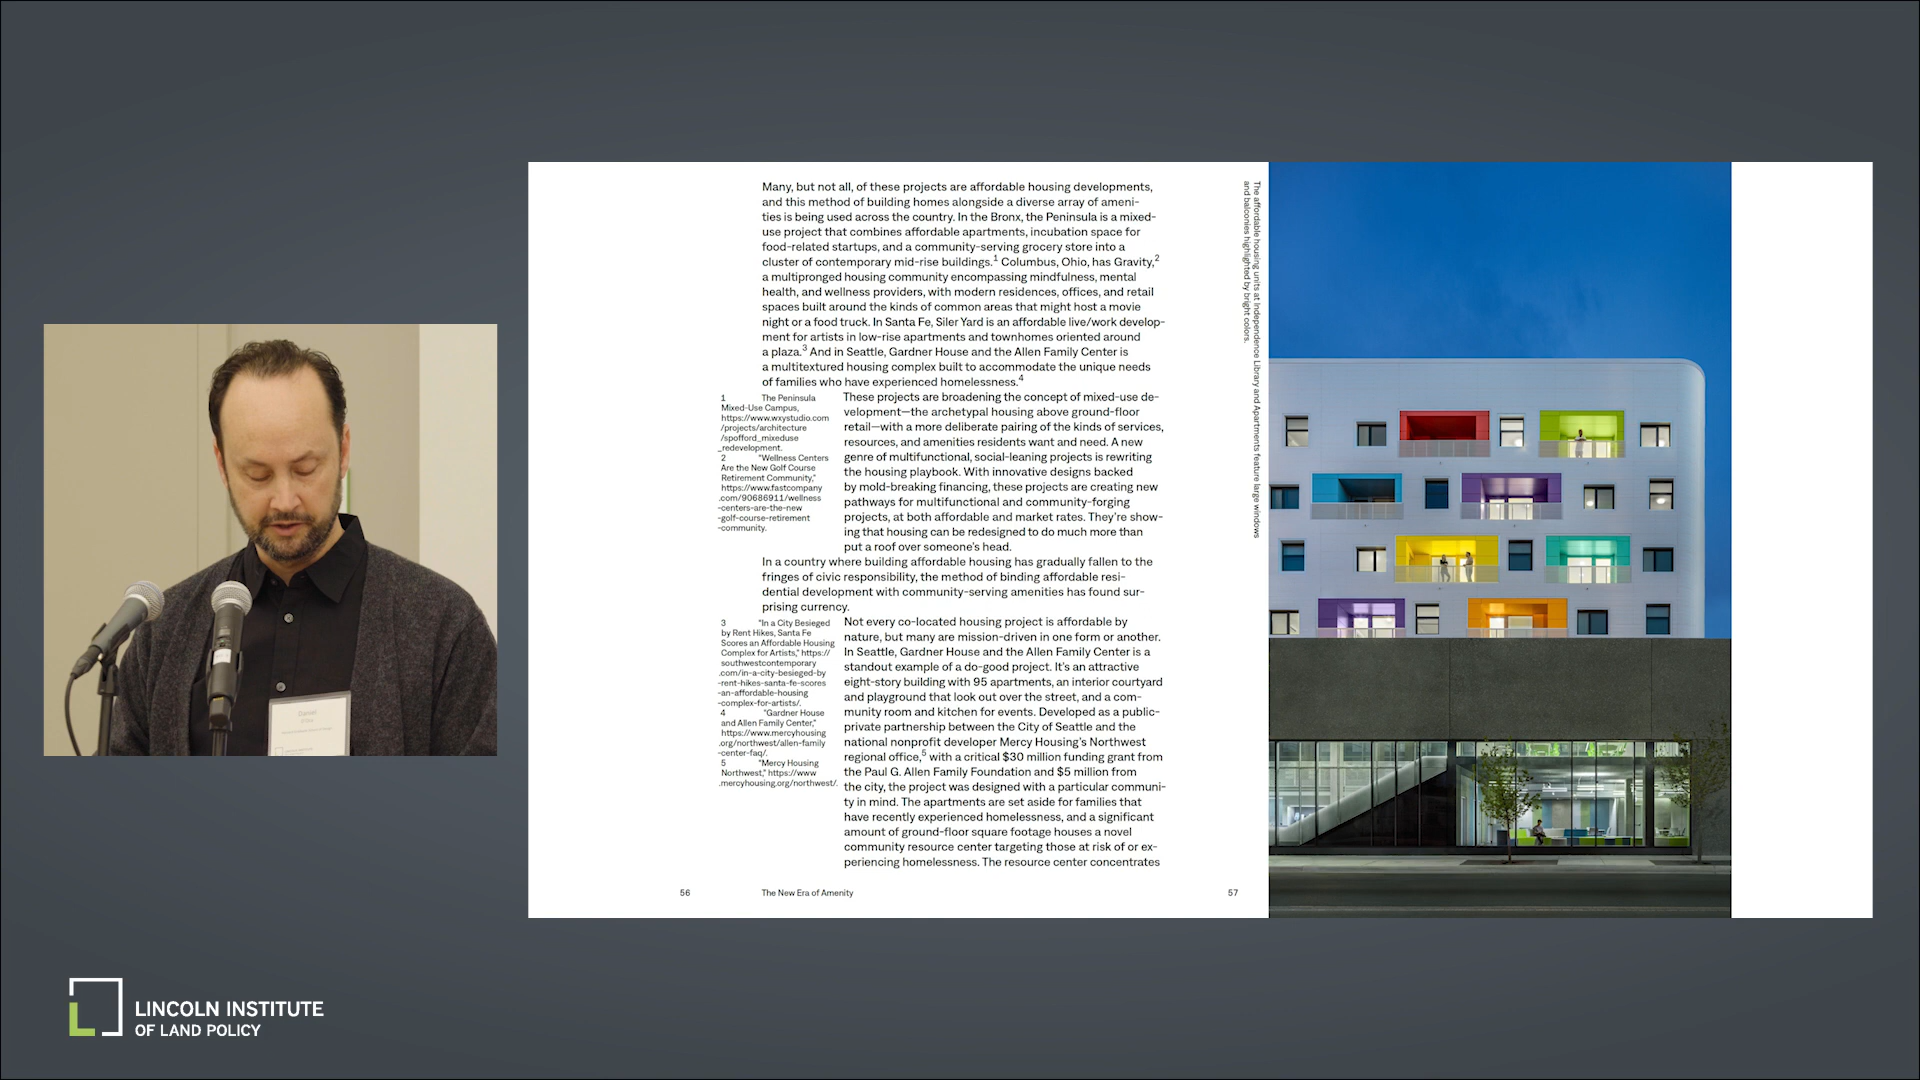 Many, but not all, of these projects are affordable housing developments,
and this method of building homes alongside a diverse array of ameni-
ties is being used across the country. In the Bronx, the Peninsula is a mixed-
use project that combines affordable apartments, incubation space for
food-related startups, and a community-serving grocery store into a
cluster of contemporary mid-rise buildings.1 Columbus, Ohio, has Gravity,2
a multipronged housing community encompassing mindfulness, mental
health, and wellness providers, with modern residences, offices, and retail
spaces built around the kinds of common areas that might host a movie
night or a food truck. In Santa Fe, Siler Yard is an affordable live/work develop-
ment for artists in low-rise apartments and townhomes oriented around
a plaza.3 And in Seattle, Gardner House and the Allen Family Center is
a multitextured housing complex built to accommodate the unique needs
of families who have experienced homelessness.4
These projects are broadening the concept of mixed-use de-
velopment—the archetypal housing above ground-floor
retail—with a more deliberate pairing of the kinds of services,
resources, and amenities residents want and need. A new
genre of multifunctional, social-leaning projects is rewriting
the housing playbook. With innovative designs backed
by mold-breaking financing, these projects are creating new
pathways for multifunctional and community-forging
projects, at both affordable and market rates. They're show-
ing that housing can be redesigned to do much more than
put a roof over someone's head.
1 The Peninsula
Mixed-Use Campus,
https://www.wxystudio.com
/projects/architecture
/spofford_mixeduse
_redevelopment.
2 "Wellness Centers
Are the New Golf Course
Retirement Community,"
https://www.fastcompany
.com/90686911/wellness
-centers-are-the-new
-golf-course-retirement
-community.
In a country where building affordable housing has gradually fallen to the
fringes of civic responsibility, the method of binding affordable resi-
dential development with community-serving amenities has found sur-
prising currency.
Not every co-located housing project is affordable by
nature, but many are mission-driven in one form or another.
In Seattle, Gardner House and the Allen Family Center is a
standout example of a do-good project. It's an attractive
eight-story building with 95 apartments, an interior courtyard
and playground that look out over the street, and a com-
munity room and kitchen for events. Developed as a public-
private partnership between the City of Seattle and the
national nonprofit developer Mercy Housing's Northwest
regional office,5 with a critical $30 million funding grant from
the Paul G. Allen Family Foundation and $5 million from
the city, the project was designed with a particular communi-
ty in mind. The apartments are set aside for families that
have recently experienced homelessness, and a significant
amount of ground-floor square footage houses a novel
community resource center targeting those at risk of or ex-
periencing homelessness. The resource center concentrates
3 "In a City Besieged
by Rent Hikes, Santa Fe
Scores an Affordable Housing
Complex for Artists," https://
southwestcontemporary
.com/in-a-city-besieged-by
-rent-hikes-santa-fe-scores
-an-affordable-housing
-complex-for-artists/.
4 "Gardner House
and Allen Family Center,"
https://www.mercyhousing
.org/northwest/allen-family
-center-faq/.
5 "Mercy Housing
Northwest," https://www
.mercyhousing.org/northwest/.
56
The New Era of Amenity
57
The affordable housing units at Independence Library and Apartments feature large windows
and balconies highlighted by bright colors.
Daniel
LINCOLN INSTITUTE
OF LAND POLICY